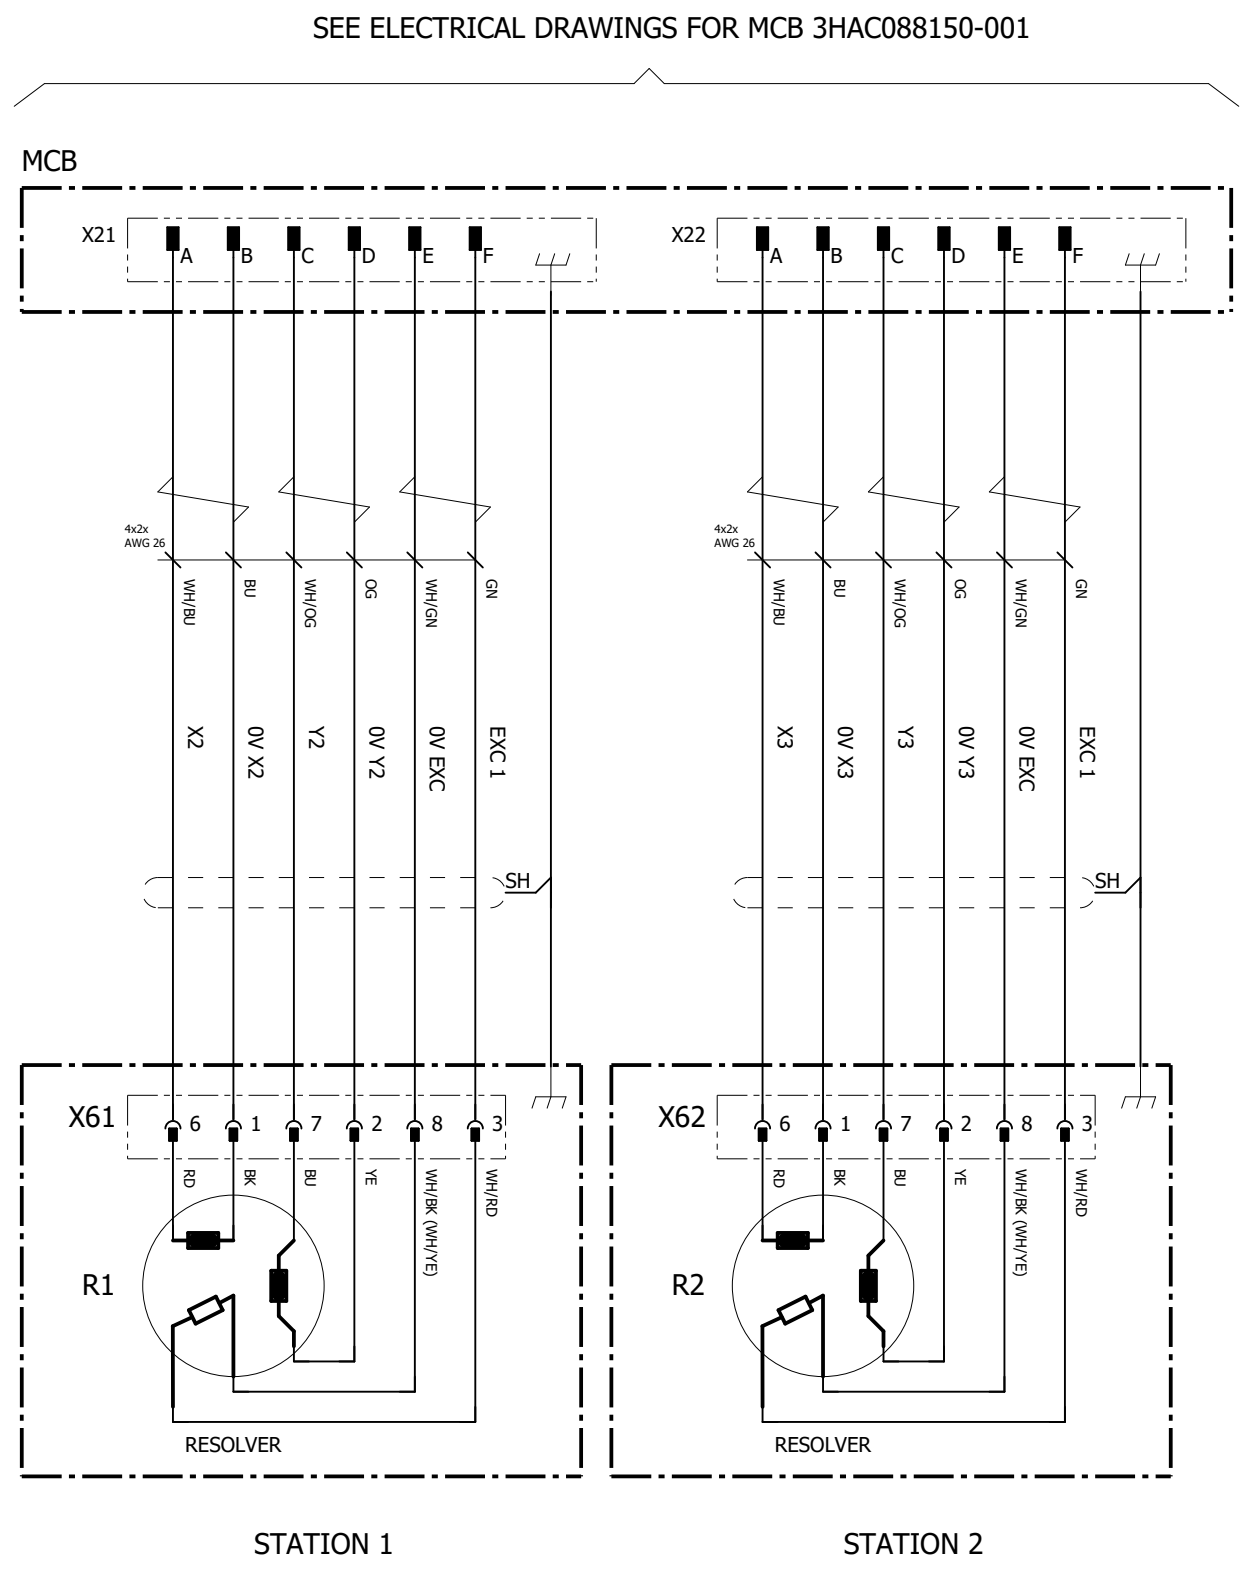 SEE ELECTRICAL DRAWINGS FOR MCB 3HAC088150-001
MCB
X21 A B C D E F
X22 A B C D E F
4x2x
AWG 26
WH/BU BU WH/OG OG WH/GN GN
4x2x
AWG 26
WH/BU BU WH/OG OG WH/GN GN
X2 0V X2 Y2 0V Y2 0V EXC EXC 1
X3 0V X3 Y3 0V Y3 0V EXC EXC 1
SH
SH
X61 6 1 7 2 8 3
X62 6 1 7 2 8 3
RD BK BU YE WH/BK (WH/YE) WH/RD
RD BK BU YE WH/BK (WH/YE) WH/RD
R1
R2
RESOLVER
RESOLVER
STATION 1
STATION 2